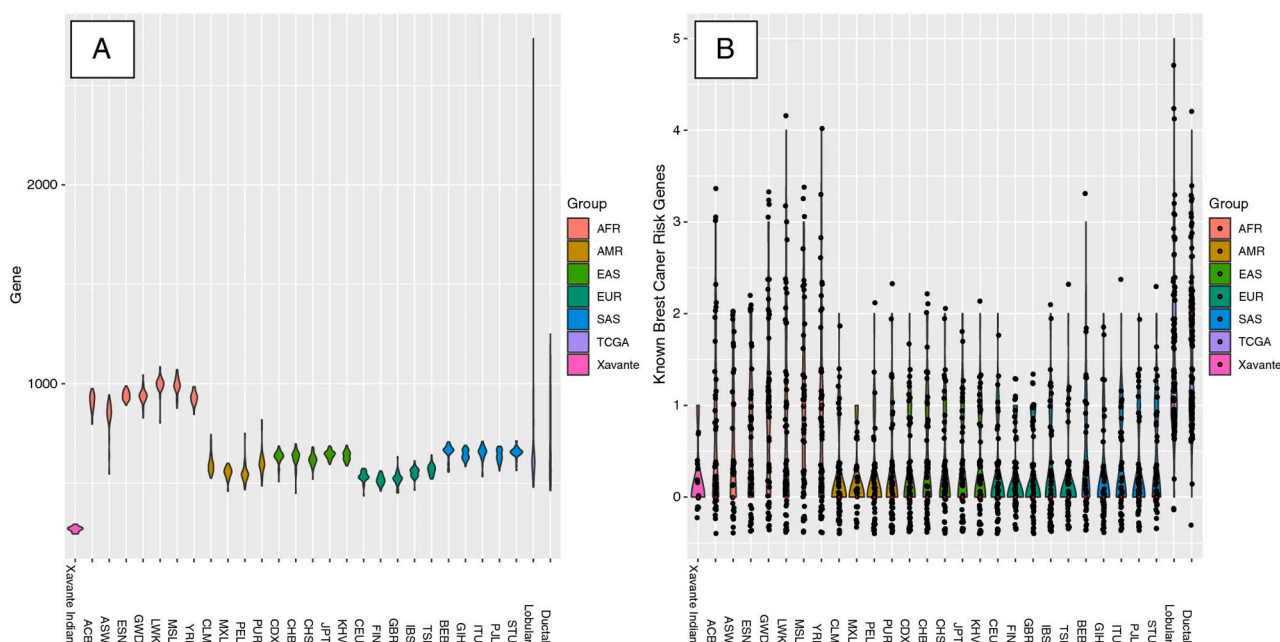 A
Gene
2000
1000
Xavante Indian
ACB
ASW
ESN
GWD
LWK
MSL
YRI
CLM
MXL
PEL
PUR
CDX
CHB
CHS
JPT
KHV
CEU
FIN
GBR
IBS
TSI
BEB
GIH
ITU
PJL
STU
Lobular
Ductal
Group
AFR
AMR
EAS
EUR
SAS
TCGA
Xavante
B
Known Brest Caner Risk Genes
5
4
3
2
1
0
Xavante Indian
ACB
ASW
ESN
GWD
LWK
MSL
YRI
CLM
MXL
PEL
PUR
CDX
CHB
CHS
JPT
KHV
CEU
FIN
GBR
IBS
TSI
BEB
GIH
ITU
PJL
STU
Lobular
Ductal
Group
AFR
AMR
EAS
EUR
SAS
TCGA
Xavante